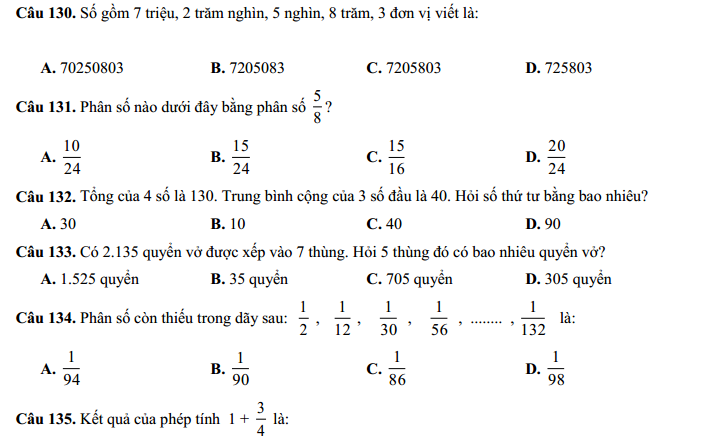 Câu 130. Số gồm 7 triệu, 2 trăm nghìn, 5 nghìn, 8 trăm, 3 đơn vị viết là:
A. 70250803 B. 7205083 C. 7205803 D. 725803
Câu 131. Phân số nào dưới đây bằng phân số 5/8?
A. 10/24 B. 15/24 C. 15/16 D. 20/24
Câu 132. Tổng của 4 số là 130. Trung bình cộng của 3 số đầu là 40. Hỏi số thứ tư bằng bao nhiêu?
A. 30 B. 10 C. 40 D. 90
Câu 133. Có 2.135 quyển vở được xếp vào 7 thùng. Hỏi 5 thùng đó có bao nhiêu quyển vở?
A. 1.525 quyển B. 35 quyển C. 705 quyển D. 305 quyển
Câu 134. Phân số còn thiếu trong dãy sau: 1/2 , 1/12 , 1/30 , 1/56 , ........ , 1/132 là:
A. 1/94 B. 1/90 C. 1/86 D. 1/98
Câu 135. Kết quả của phép tính 1 + 3/4 là: